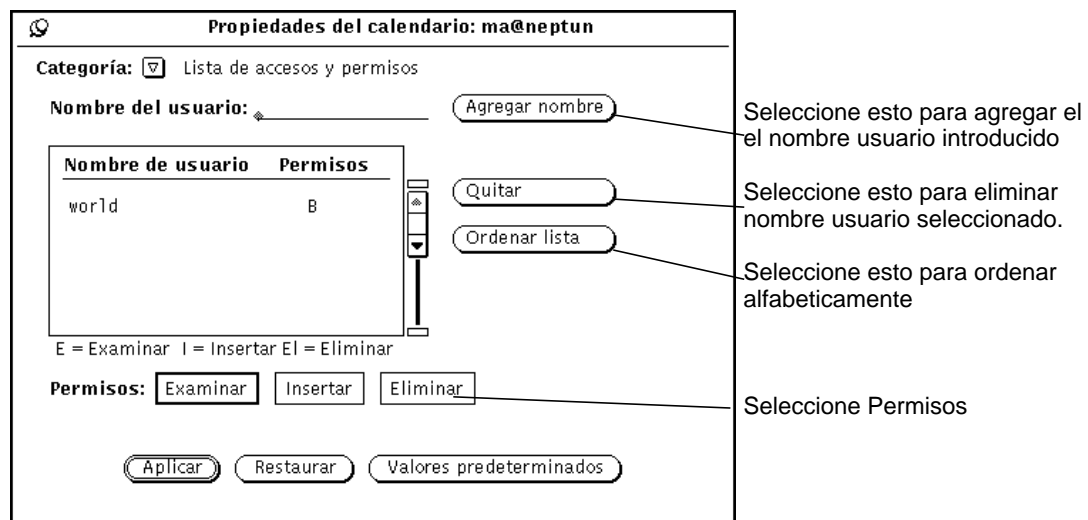 Propiedades del calendario: ma@neptun
Categoría: Lista de accesos y permisos
Nombre del usuario: Agregar nombre
Seleccione esto para agregar el
el nombre usuario introducido
Nombre de usuario Permisos
world B
Quitar
Seleccione esto para eliminar
nombre usuario seleccionado.
Ordenar lista
Seleccione esto para ordenar
alfabeticamente
E = Examinar I = Insertar El = Eliminar
Permisos: Examinar Insertar Eliminar
Seleccione Permisos
Aplicar Restaurar Valores predeterminados